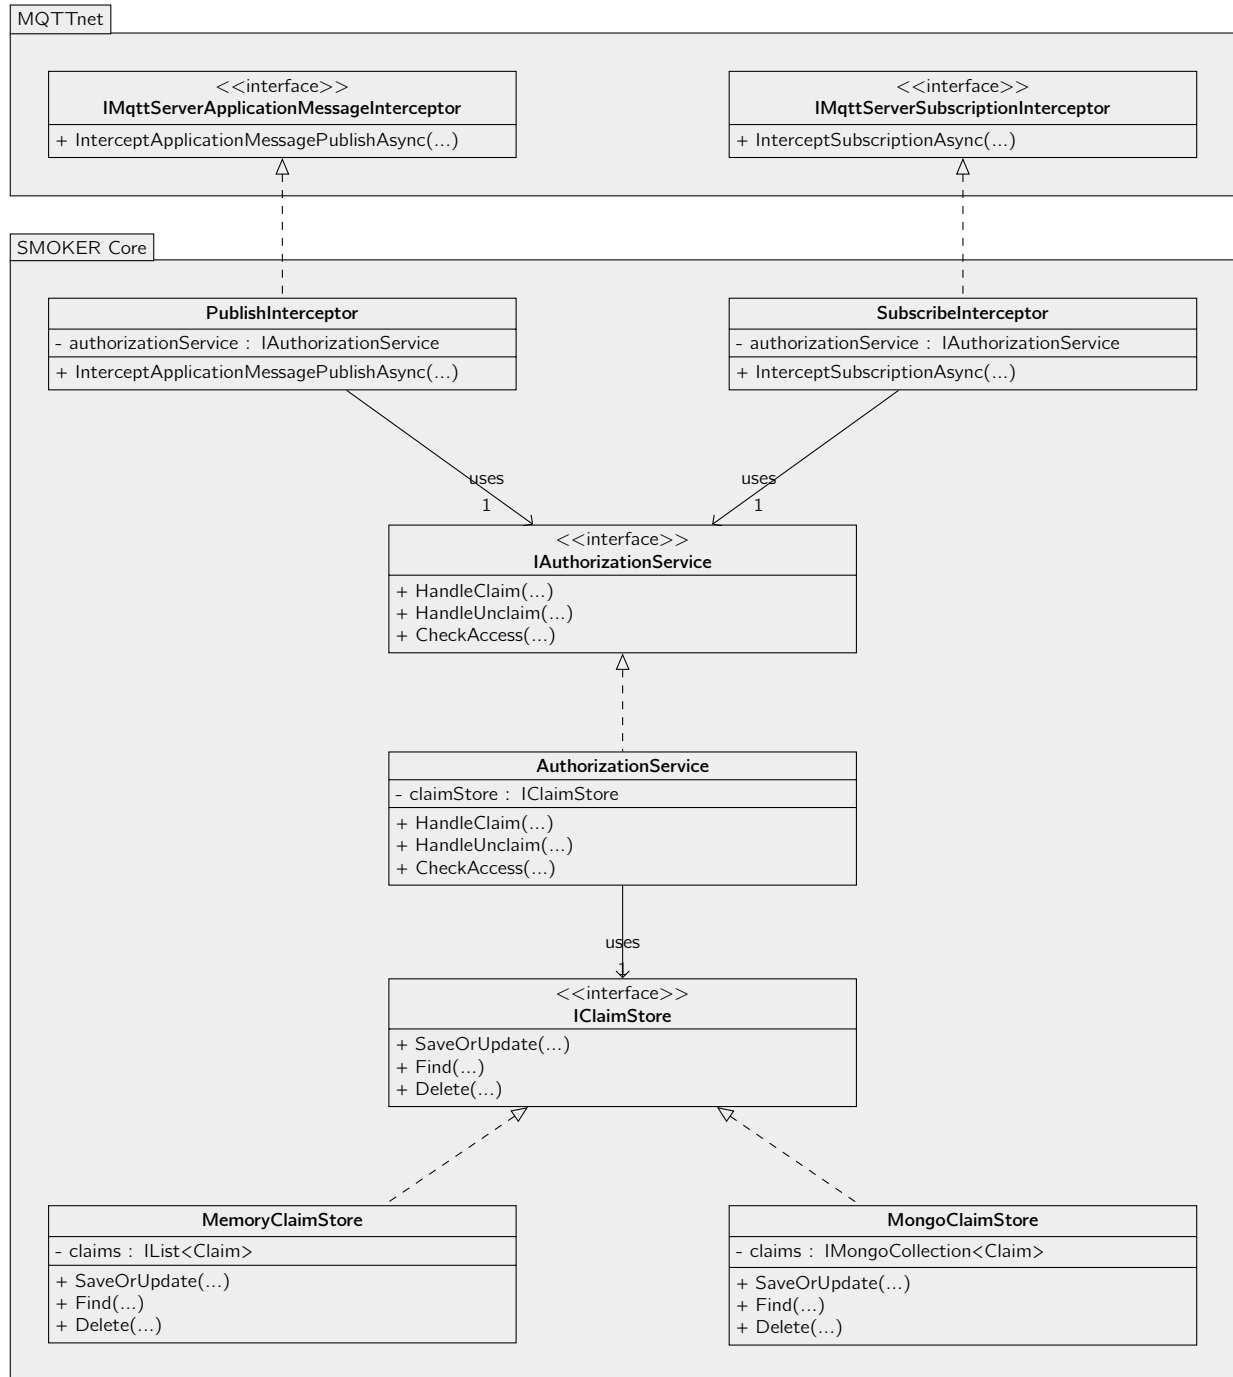 MQTTnet
<<interface>>
IMqttServerApplicationMessageInterceptor
+ InterceptApplicationMessagePublishAsync(...)
<<interface>>
IMqttServerSubscriptionInterceptor
+ InterceptSubscriptionAsync(...)
SMOKER Core
PublishInterceptor
- authorizationService : IAuthorizationService
+ InterceptApplicationMessagePublishAsync(...)
SubscribeInterceptor
- authorizationService : IAuthorizationService
+ InterceptSubscriptionAsync(...)
uses
1
uses
1
<<interface>>
IAuthorizationService
+ HandleClaim(...)
+ HandleUnclaim(...)
+ CheckAccess(...)
AuthorizationService
- claimStore : IClaimStore
+ HandleClaim(...)
+ HandleUnclaim(...)
+ CheckAccess(...)
uses
1
<<interface>>
IClaimStore
+ SaveOrUpdate(...)
+ Find(...)
+ Delete(...)
MemoryClaimStore
- claims : IList<Claim>
+ SaveOrUpdate(...)
+ Find(...)
+ Delete(...)
MongoClaimStore
- claims : IMongoCollection<Claim>
+ SaveOrUpdate(...)
+ Find(...)
+ Delete(...)